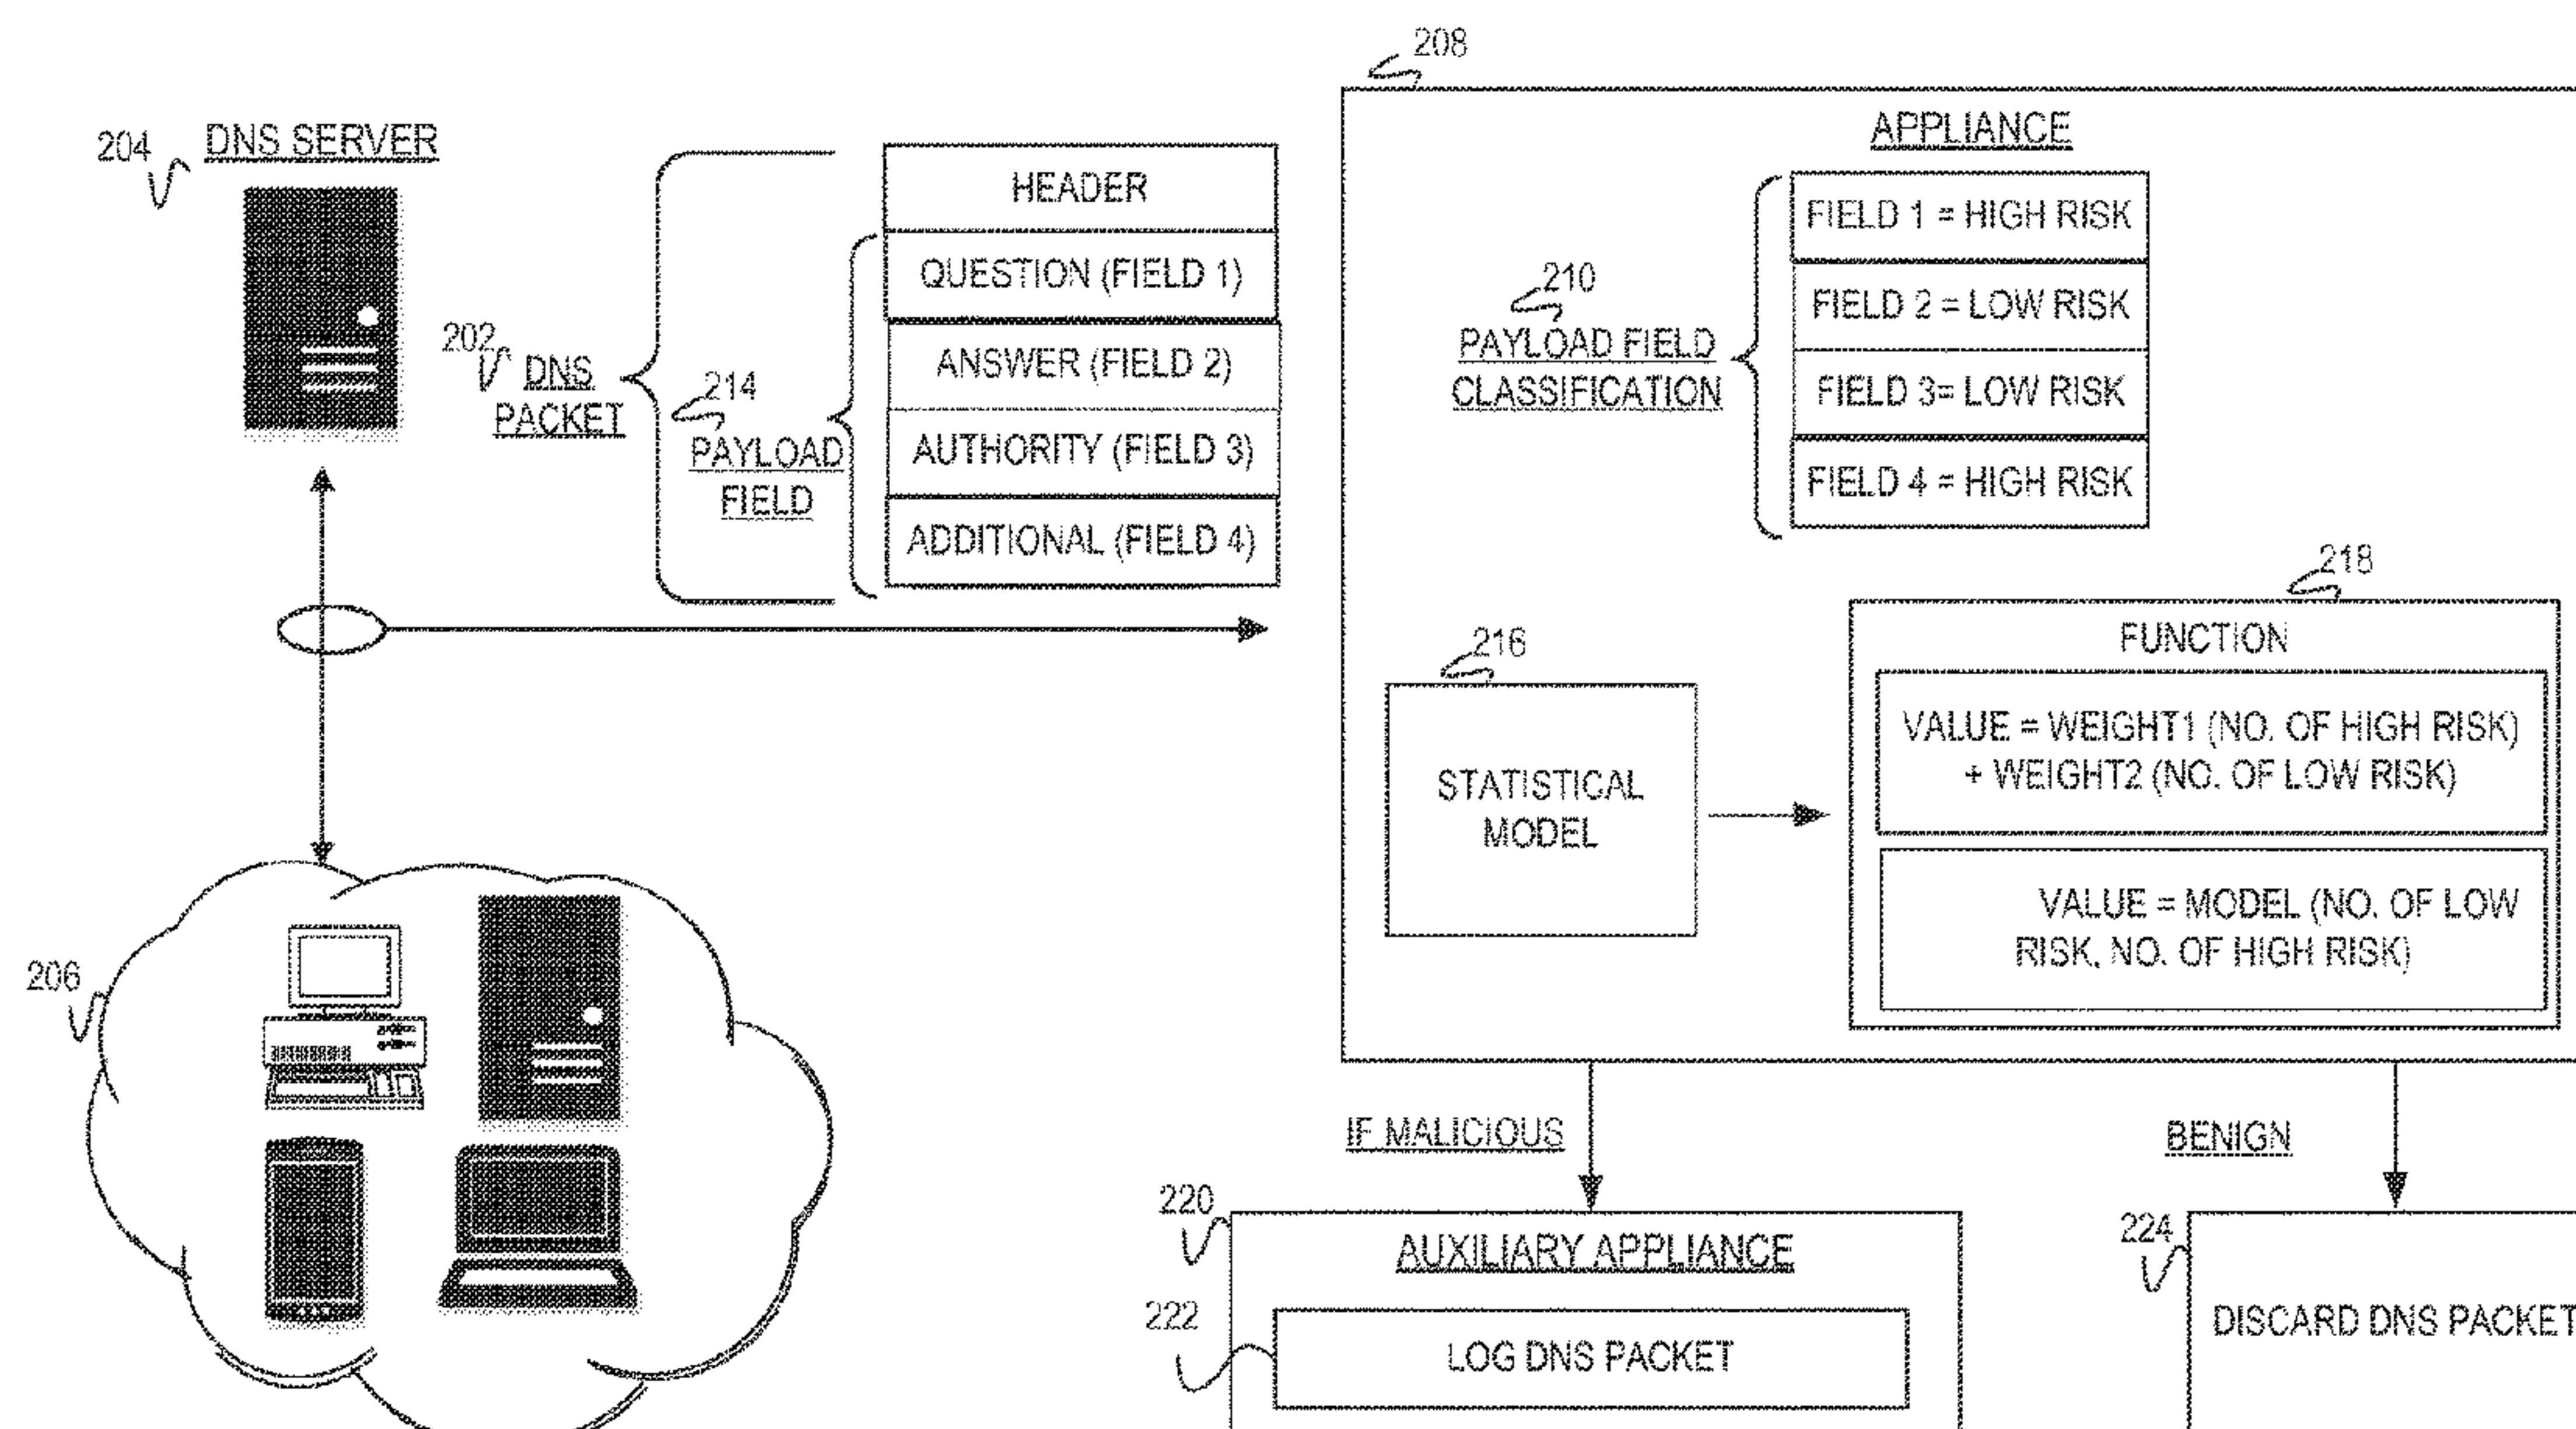 208
204
DNS SERVER
HEADER
QUESTION (FIELD 1)
ANSWER (FIELD 2)
AUTHORITY (FIELD 3)
ADDITIONAL (FIELD 4)
202
DNS
PACKET
214
PAYLOAD
FIELD
APPLIANCE
FIELD 1 = HIGH RISK
FIELD 2 = LOW RISK
FIELD 3= LOW RISK
FIELD 4 = HIGH RISK
210
PAYLOAD FIELD
CLASSIFICATION
218
FUNCTION
VALUE = WEIGHT1 (NO. OF HIGH RISK)
+ WEIGHT2 (NO. OF LOW RISK)
VALUE = MODEL (NO. OF LOW
RISK, NO. OF HIGH RISK)
216
STATISTICAL
MODEL
206
IF MALICIOUS
BENIGN
220
AUXILIARY APPLIANCE
222
LOG DNS PACKET
224
DISCARD DNS PACKET